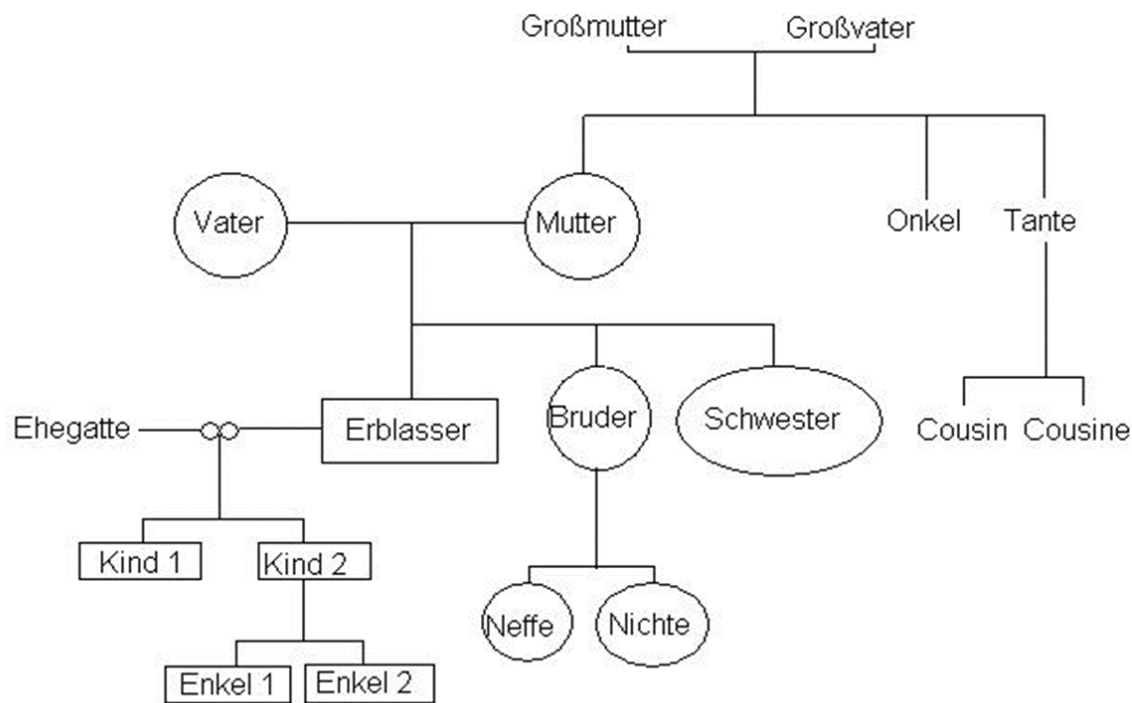 Großmutter
Großvater
Vater
Mutter
Onkel
Tante
Ehegatte
Erblasser
Bruder
Schwester
Cousin
Cousine
Kind 1
Kind 2
Neffe
Nichte
Enkel 1
Enkel 2